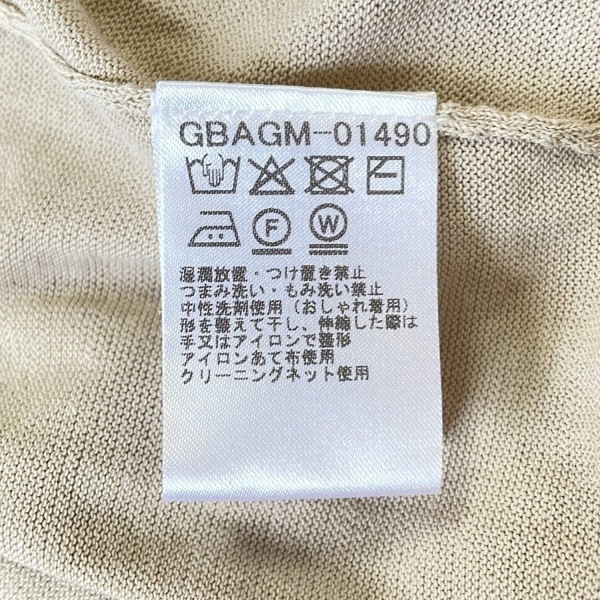 GBAGM-01490
F W
湿潤放置・つけ置き禁止
つまみ洗い・もみ洗い禁止
中性洗剤使用（おしゃれ着用）
形を整えて干し、伸縮した際は
手又はアイロンで整形
アイロンあて布使用
クリーニングネット使用